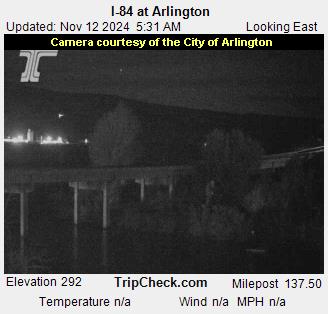 I-84 at Arlington
Updated: Nov 12 2024 5:31 AM Looking East
Camera courtesy of the City of Arlington
Elevation 292 TripCheck.com Milepost 137.50
Temperature n/a Wind n/a MPH n/a